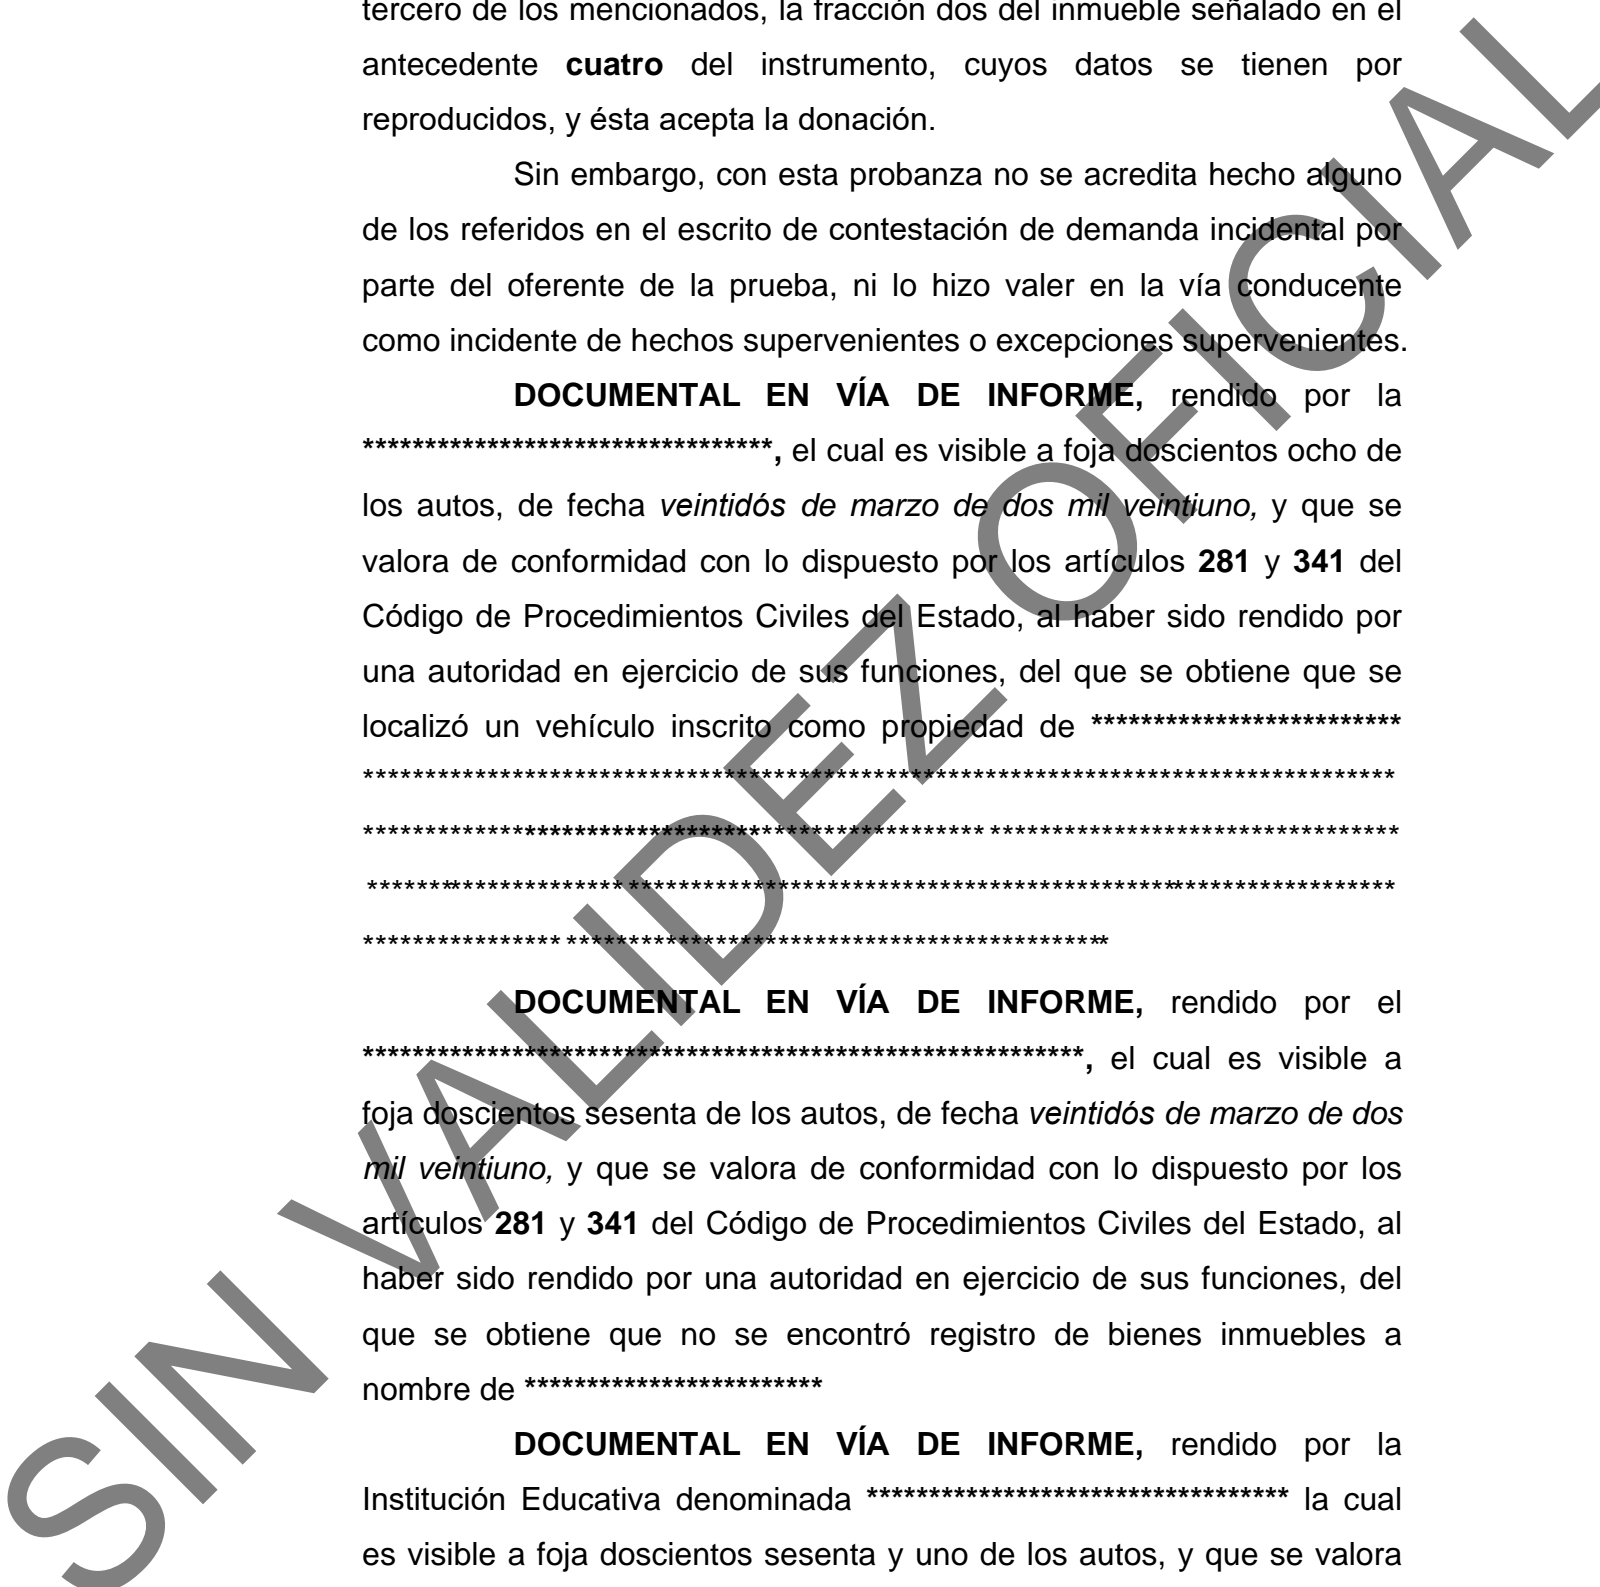 tercero de los mencionados, la fracción dos del inmueble señalado en el
antecedente cuatro del instrumento, cuyos datos se tienen por
reproducidos, y ésta acepta la donación.
Sin embargo, con esta probanza no se acredita hecho alguno
de los referidos en el escrito de contestación de demanda incidental por
parte del oferente de la prueba, ni lo hizo valer en la vía conducente
como incidente de hechos supervenientes o excepciones supervenientes.
DOCUMENTAL EN VÍA DE INFORME, rendido por la
*********************************, el cual es visible a foja doscientos ocho de
los autos, de fecha veintidós de marzo de dos mil veintiuno, y que se
valora de conformidad con lo dispuesto por los artículos 281 y 341 del
Código de Procedimientos Civiles del Estado, al haber sido rendido por
una autoridad en ejercicio de sus funciones, del que se obtiene que se
localizó un vehículo inscrito como propiedad de *************************
***********************************************************************************
************************************************** *********************************
********************* **************************************************************
**************** ********************************************
DOCUMENTAL EN VÍA DE INFORME, rendido por el
**********************************************************, el cual es visible a
foja doscientos sesenta de los autos, de fecha veintidós de marzo de dos
mil veintiuno, y que se valora de conformidad con lo dispuesto por los
artículos 281 y 341 del Código de Procedimientos Civiles del Estado, al
haber sido rendido por una autoridad en ejercicio de sus funciones, del
que se obtiene que no se encontró registro de bienes inmuebles a
nombre de ************************
DOCUMENTAL EN VÍA DE INFORME, rendido por la
Institución Educativa denominada ********************************** la cual
es visible a foja doscientos sesenta y uno de los autos, y que se valora
SIN VALIDEZ OFICIAL